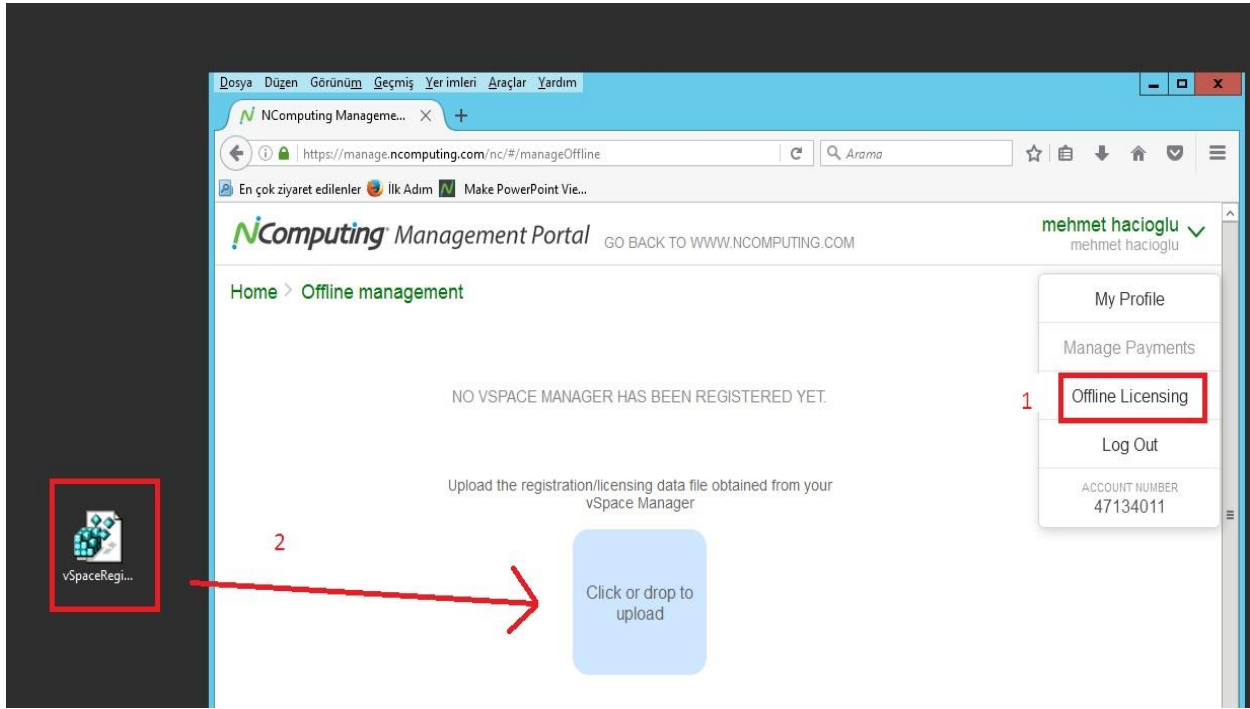 Dosya Düzen Görünüm Geçmiş Yer imleri Araçlar Yardım
NComputing Manageme...
https://manage.ncomputing.com/nc/#/manageOffline
Arama
En çok ziyaret edilenler İlk Adım Make PowerPoint Vie...
NComputing Management Portal GO BACK TO WWW.NCOMPUTING.COM
mehmet hacioglu
mehmet hacioglu
Home > Offline management
My Profile
Manage Payments
NO VSPACE MANAGER HAS BEEN REGISTERED YET.
1 Offline Licensing
Log Out
ACCOUNT NUMBER
47134011
Upload the registration/licensing data file obtained from your
vSpace Manager
2
vSpaceRegi...
Click or drop to
upload